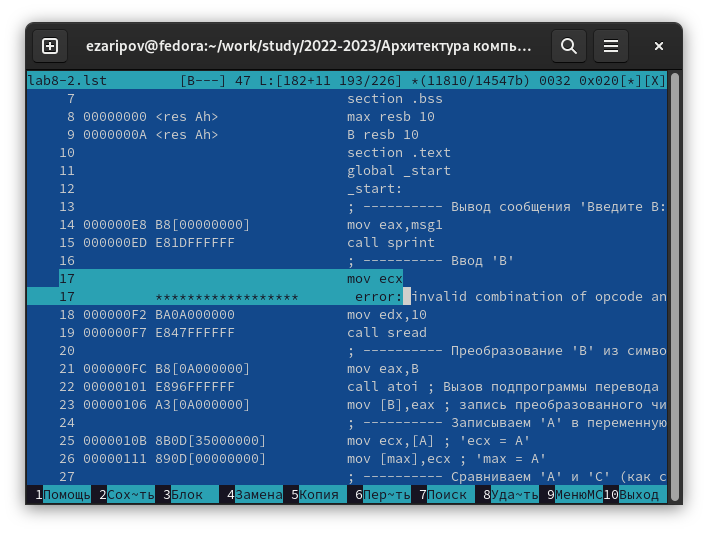 ezaripov@fedora:~/work/study/2022-2023/Архитектура компь…
lab8-2.lst [B---] 47 L:[182+11 193/226] *(11810/14547b) 0032 0x020[*][X]
7 section .bss
8 00000000 <res Ah> max resb 10
9 0000000A <res Ah> B resb 10
10 section .text
11 global _start
12 _start:
13 ; ---------- Вывод сообщения 'Введите B:
14 000000E8 B8[00000000] mov eax,msg1
15 000000ED E81DFFFFFF call sprint
16 ; ---------- Ввод 'B'
17 mov ecx
17 ****************** error: invalid combination of opcode an
18 000000F2 BA0A000000 mov edx,10
19 000000F7 E847FFFFFF call sread
20 ; ---------- Преобразование 'B' из симво
21 000000FC B8[0A000000] mov eax,B
22 00000101 E896FFFFFF call atoi ; Вызов подпрограммы перевода
23 00000106 A3[0A000000] mov [B],eax ; запись преобразованного чи
24 ; ---------- Записываем 'A' в переменную
25 0000010B 8B0D[35000000] mov ecx,[A] ; 'ecx = A'
26 00000111 890D[00000000] mov [max],ecx ; 'max = A'
27 ; ---------- Сравниваем 'A' и 'C' (как с
1Помощь 2Сох~ть 3Блок 4Замена 5Копия 6Пер~ть 7Поиск 8Уда~ть 9МенюMC 10Выход